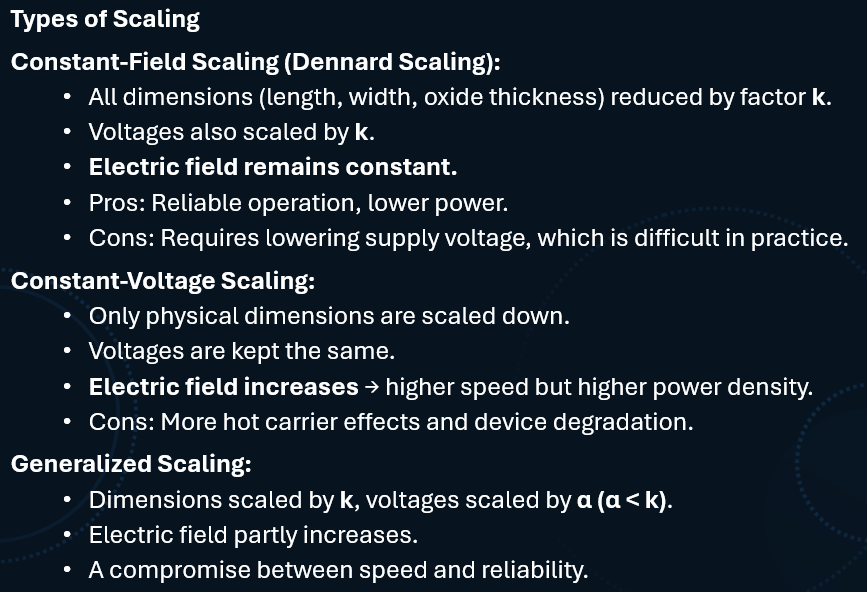 Types of Scaling
Constant-Field Scaling (Dennard Scaling):
• All dimensions (length, width, oxide thickness) reduced by factor k.
• Voltages also scaled by k.
• Electric field remains constant.
• Pros: Reliable operation, lower power.
• Cons: Requires lowering supply voltage, which is difficult in practice.
Constant-Voltage Scaling:
• Only physical dimensions are scaled down.
• Voltages are kept the same.
• Electric field increases → higher speed but higher power density.
• Cons: More hot carrier effects and device degradation.
Generalized Scaling:
• Dimensions scaled by k, voltages scaled by α (α < k).
• Electric field partly increases.
• A compromise between speed and reliability.